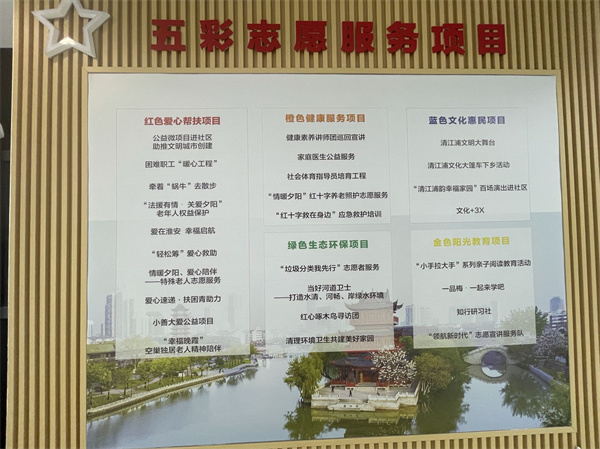 五彩志愿服务项目
红色爱心帮扶项目
公益微项目进社区
助推文明城市创建
困难职工“暖心工程”
牵着“蜗牛”去散步
“法援有情·关爱夕阳”
老年人权益保护
爱在淮安 幸福启航
“轻松筹”爱心救助
情暖夕阳、爱心陪伴
——特殊老人志愿服务
爱心速递·扶困青助力
小善大爱公益项目
“幸福晚霞”
空巢独居老人精神陪伴
橙色健康服务项目
健康素养讲师团巡回宣讲
家庭医生公益服务
社会体育指导员培育工程
“情暖夕阳”红十字养老照护志愿服务
“红十字救在身边”应急救护培训
绿色生态环保项目
“垃圾分类我先行”志愿者服务
当好河道卫士
——打造水清、河畅、岸绿水环境
红心啄木鸟寻访团
清理环境卫生共建美好家园
蓝色文化惠民项目
清江浦文明大舞台
清江浦文化大篷车下乡活动
“清江浦韵幸福家园”百场演出进社区
文化+3X
金色阳光教育项目
“小手拉大手”系列亲子阅读教育活动
一品梅·一起来学吧
知行研习社
“领航新时代”志愿宣讲服务队